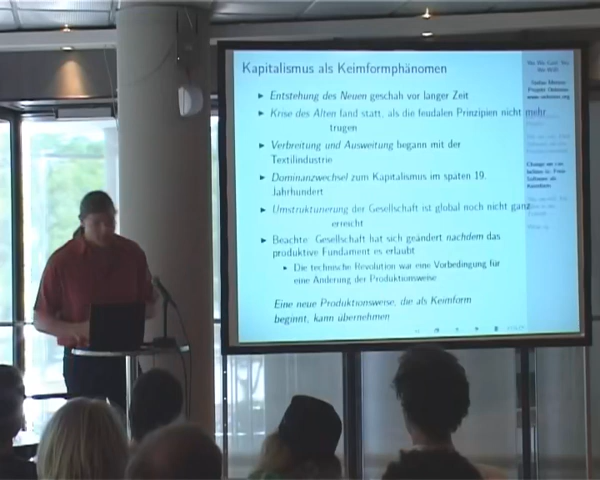 Kapitalismus als Keimformphänomen
Entstehung des Neuen geschah vor langer Zeit
Krise des Alten fand statt, als die feudalen Prinzipien nicht mehr
trugen
Verbreitung und Ausweitung begann mit der
Textilindustrie
Dominanzwechsel zum Kapitalismus im späten 19.
Jahrhundert
Umstrukturierung der Gesellschaft ist global noch nicht ganz
erreicht
Beachte: Gesellschaft hat sich geändert nachdem das
produktive Fundament es erlaubt
Die technische Revolution war eine Vorbedingung für
eine Änderung der Produktionsweise
Eine neue Produktionsweise, die als Keimform
beginnt, kann übernehmen